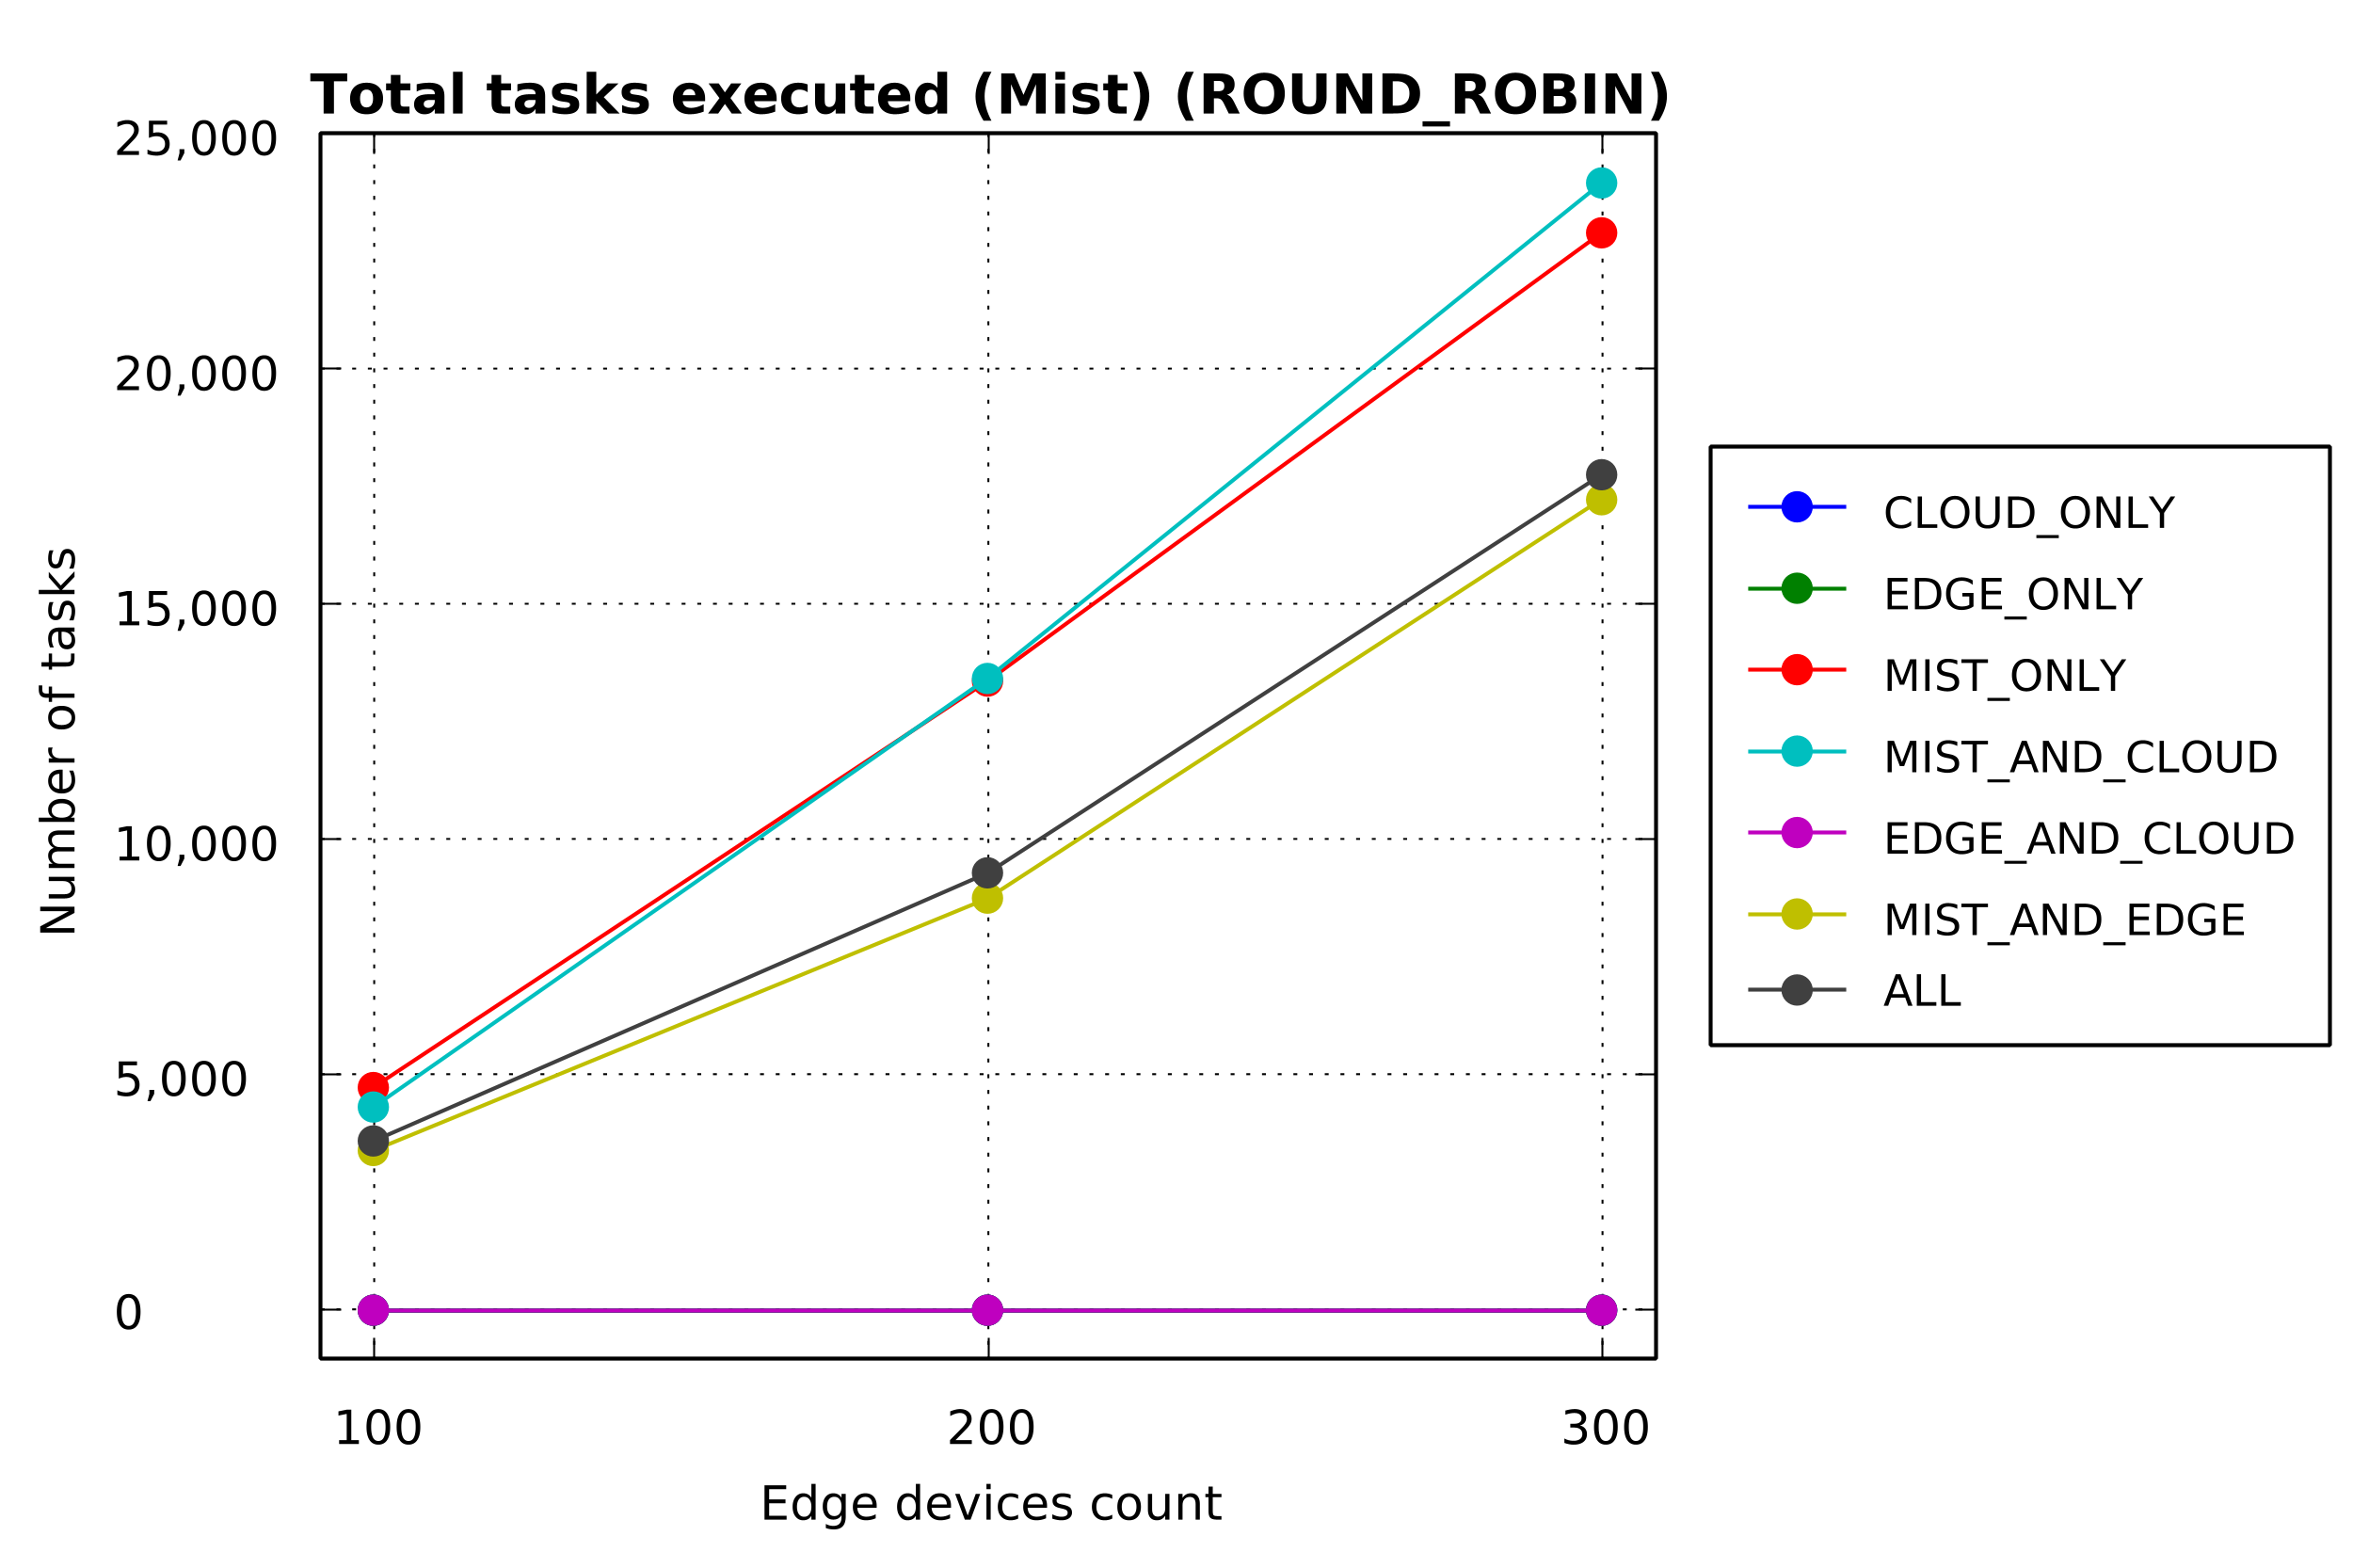 Total tasks executed (Mist) (ROUND_ROBIN)
25,000
20,000
15,000
10,000
5,000
0
Number of tasks
100
200
300
Edge devices count
CLOUD_ONLY
EDGE_ONLY
MIST_ONLY
MIST_AND_CLOUD
EDGE_AND_CLOUD
MIST_AND_EDGE
ALL